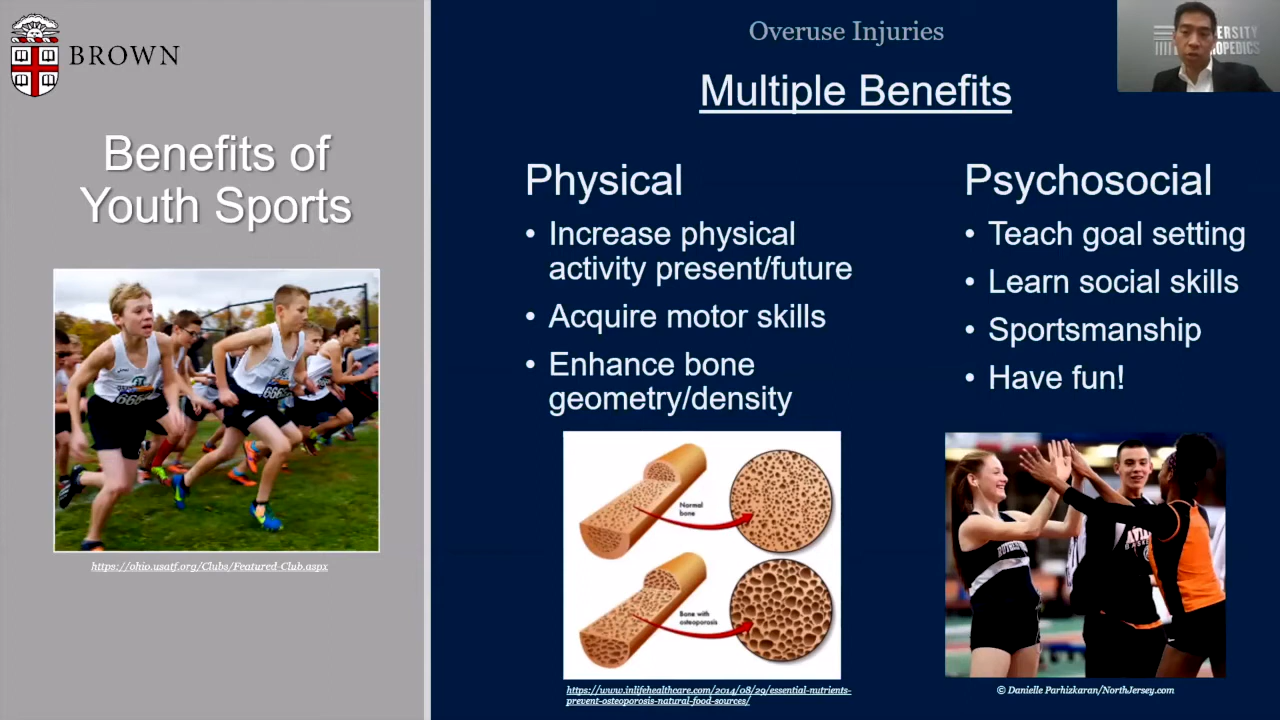 BROWN
Benefits of
Youth Sports
https://ohio.usatf.org/Clubs/Featured-Club.aspx
Overuse Injuries
Multiple Benefits
Physical
• Increase physical
activity present/future
• Acquire motor skills
• Enhance bone
geometry/density
Normal
bone
Bone with
osteoporosis
https://www.inlifehealthcare.com/2014/08/29/essential-nutrients-
prevent-osteoporosis-natural-food-sources/
Psychosocial
• Teach goal setting
• Learn social skills
• Sportsmanship
• Have fun!
© Danielle Parhizkaran/NorthJersey.com